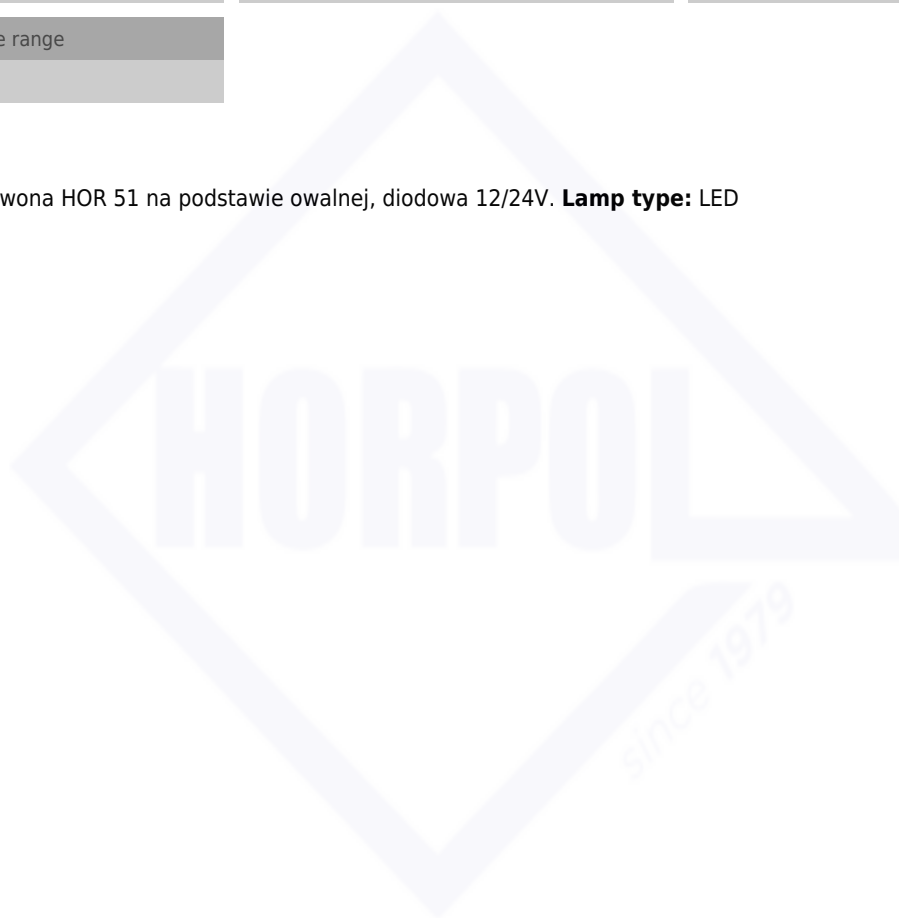 e range
wona HOR 51 na podstawie owalnej, diodowa 12/24V. Lamp type: LED
HORPOL
since 1979